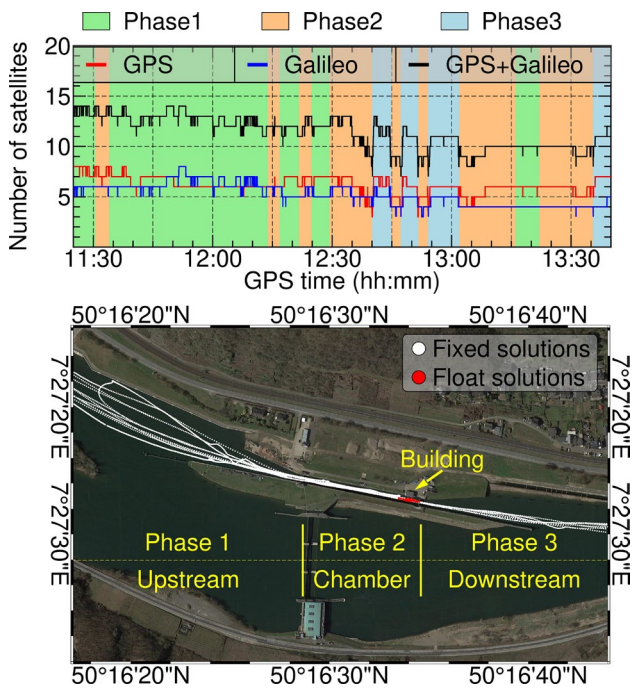 Phase1 Phase2 Phase3
Number of satellites
20
15
10
5
GPS Galileo GPS+Galileo
11:30 12:00 12:30 13:00 13:30
GPS time (hh:mm)
50°16'20"N 50°16'30"N 50°16'40"N
7°27'20"E 7°27'30"E
Fixed solutions
Float solutions
Building
Phase 1 Phase 2 Phase 3
Upstream Chamber Downstream
7°27'20"E 7°27'30"E
50°16'20"N 50°16'30"N 50°16'40"N